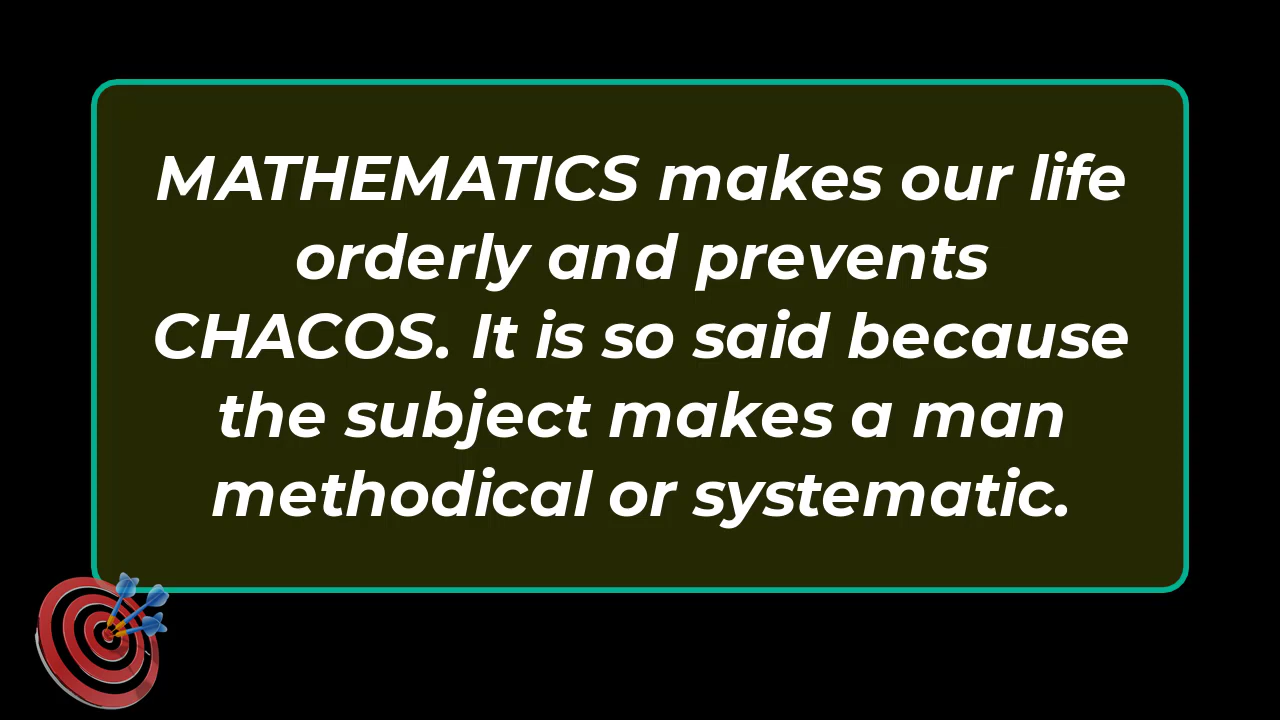 MATHEMATICS makes our life
orderly and prevents
CHACOS. It is so said because
the subject makes a man
methodical or systematic.